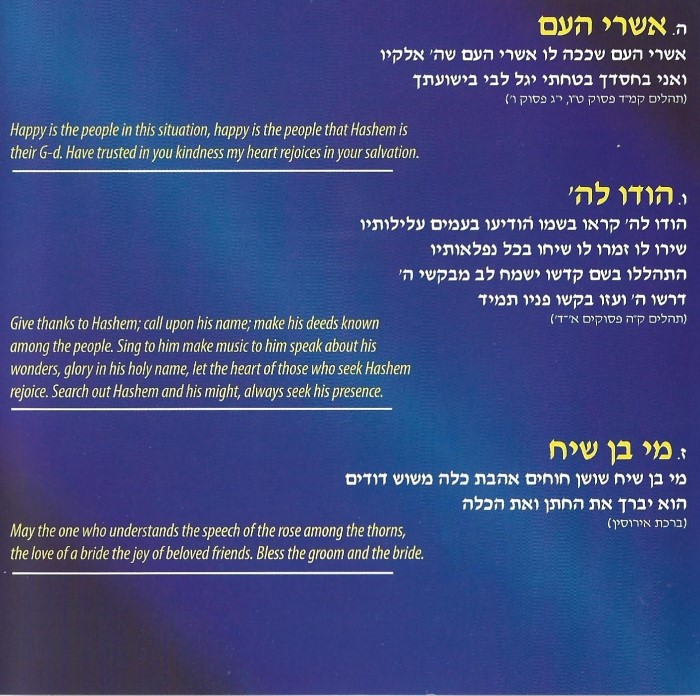 ה. אשרי העם
אשרי העם שככה לו אשרי העם שה׳ אלקיו
ואני בחסדך בטחתי יגל לבי בישועתך
(תהלים קמ״ד פסוק ט״ו, י״ג פסוק ו׳)
Happy is the people in this situation, happy is the people that Hashem is
their G-d. Have trusted in you kindness my heart rejoices in your salvation.
ו. הודו לה׳
הודו לה׳ קראו בשמו הודיעו בעמים עלילותיו
שירו לו זמרו לו שיחו בכל נפלאותיו
התהללו בשם קדשו ישמח לב מבקשי ה׳
דרשו ה׳ ועזו בקשו פניו תמיד
(תהלים ק״ה פסוקים א׳-ד׳)
Give thanks to Hashem; call upon his name; make his deeds known
among the people. Sing to him make music to him speak about his
wonders, glory in his holy name, let the heart of those who seek Hashem
rejoice. Search out Hashem and his might, always seek his presence.
ז. מי בן שיח
מי בן שיח שושן חוחים אהבת כלה משוש דודים
הוא יברך את החתן ואת הכלה
(ברכת אירוסין)
May the one who understands the speech of the rose among the thorns,
the love of a bride the joy of beloved friends. Bless the groom and the bride.